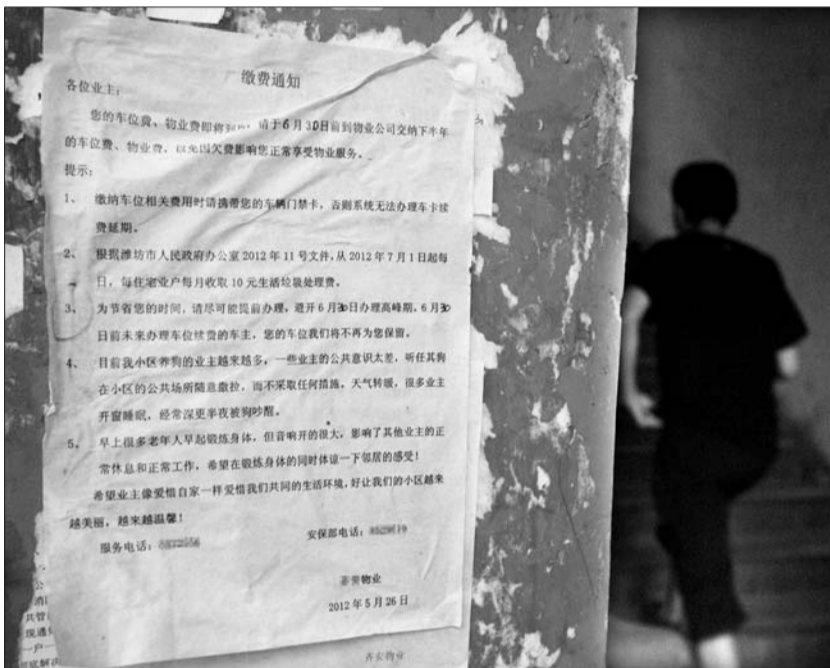 缴费通知
各位业主：
您的车位费、物业费即将到期，请于6月30日前到物业公司交纳下半年
的车位费、物业费，以免因欠费影响您正常享受物业服务。
提示：
1、 缴纳车位相关费用时请携带您的车辆门禁卡，否则系统无法办理车卡续
费延期。
2、 根据潍坊市人民政府办公室2012年11号文件，从2012年7月1日起每
日，每住宅业户每月收取10元生活垃圾处理费。
3、 为节省您的时间，请尽可能提前办理，避开6月30日办理高峰期，6月30
日前未来办理车位续费的车主，您的车位我们将不再为您保留。
4、 目前我小区养狗的业主越来越多，一些业主的公共意识太差，听任其狗
在小区的公共场所随意撒拉，而不采取任何措施。天气转暖，很多业主
开窗睡眠，经常深更半夜被狗吵醒。
5、 早上很多老年人早起锻炼身体，但音响开的很大，影响了其他业主的正
常休息和正常工作，希望在锻炼身体的同时体谅一下邻居的感受！
希望业主像爱惜自家一样爱惜我们共同的生活环境，好让我们的小区越来
越美丽，越来越温馨！
服务电话： 安保部电话：
物业
2012年5月26日
物业